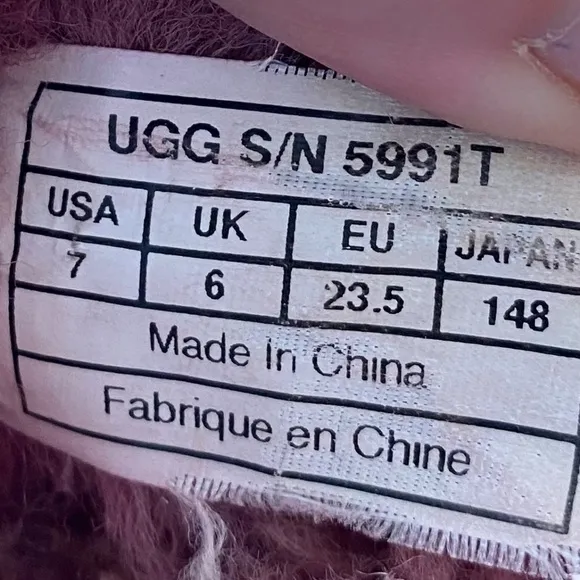 UGG S/N 5991T
USA UK EU JAPAN
7 6 23.5 148
Made in China
Fabrique en Chine